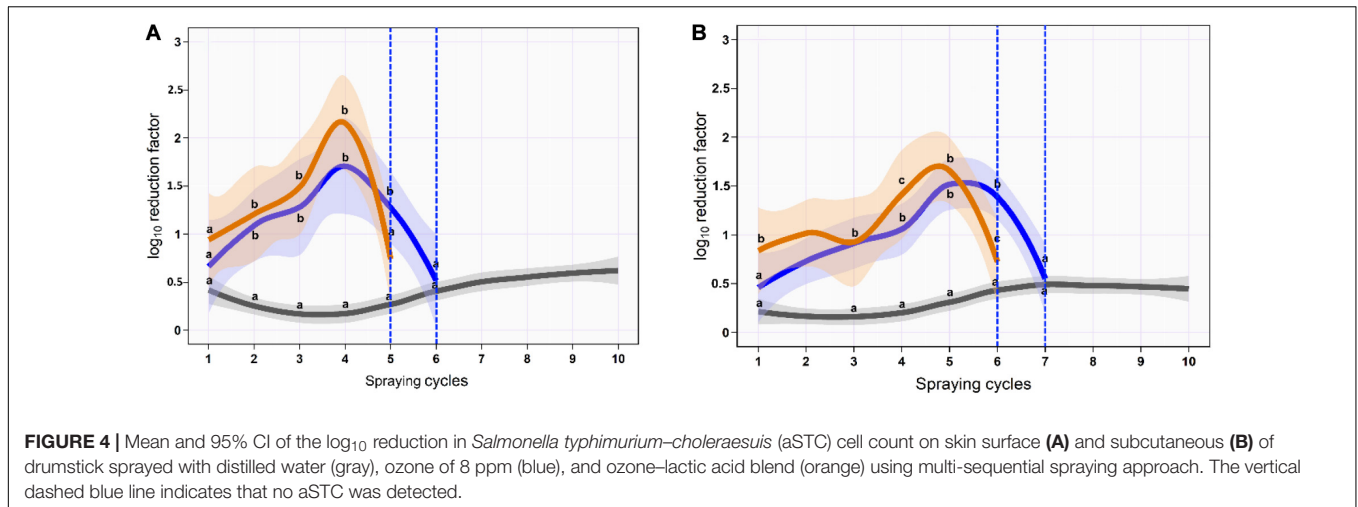 A
B
3
2.5
2
1.5
1
0.5
0
log10 reduction factor
a b b b a
a b b b b a
a a a a a a
1 2 3 4 5 6 7 8 9 10
Spraying cycles
3
2.5
2
1.5
1
0.5
0
log10 reduction factor
b b c b c
a b b b a
a a a a a a
1 2 3 4 5 6 7 8 9 10
Spraying cycles
FIGURE 4 | Mean and 95% CI of the log10 reduction in Salmonella typhimurium–choleraesuis (aSTC) cell count on skin surface (A) and subcutaneous (B) of
drumstick sprayed with distilled water (gray), ozone of 8 ppm (blue), and ozone–lactic acid blend (orange) using multi-sequential spraying approach. The vertical
dashed blue line indicates that no aSTC was detected.